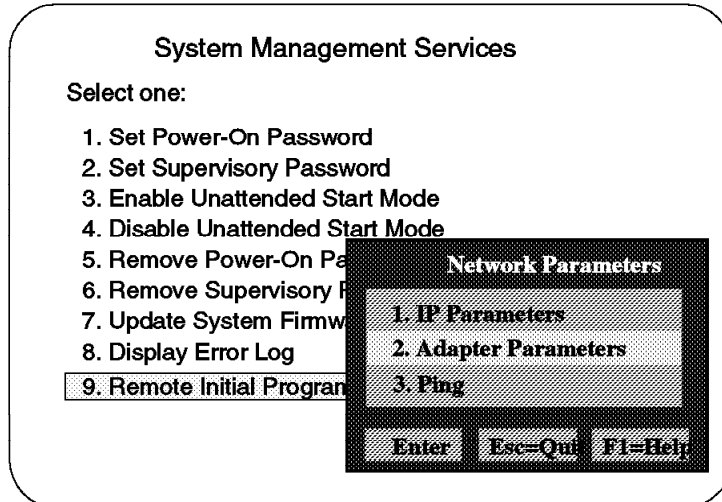 System Management Services
Select one:
1. Set Power-On Password
2. Set Supervisory Password
3. Enable Unattended Start Mode
4. Disable Unattended Start Mode
5. Remove Power-On Pa
6. Remove Supervisory P
7. Update System Firmw
8. Display Error Log
9. Remote Initial Program
Network Parameters
1. IP Parameters
2. Adapter Parameters
3. Ping
Enter Esc=Quit F1=Help